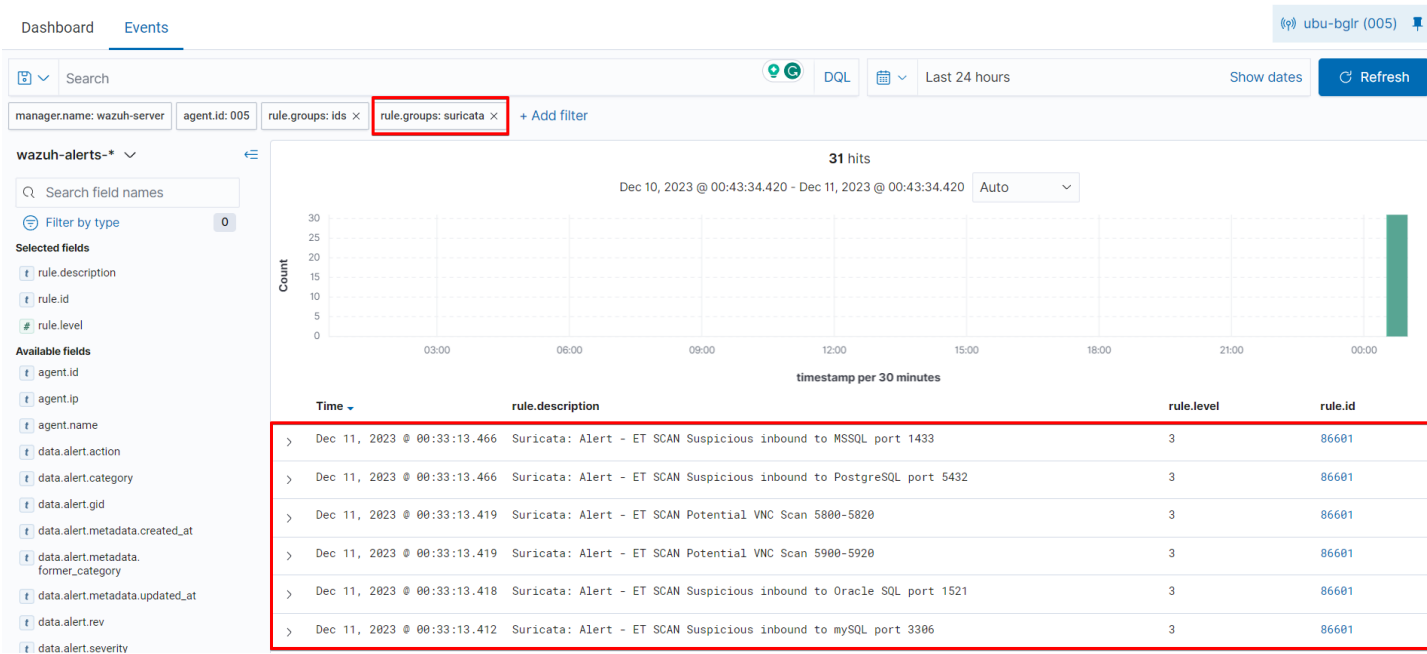 Dashboard Events ubu-bglr (005)
Search DQL Last 24 hours Show dates Refresh
manager.name: wazuh-server agent.id: 005 rule.groups: ids × rule.groups: suricata × + Add filter
wazuh-alerts-*
Search field names
Filter by type 0
Selected fields
t rule.description
t rule.id
# rule.level
Available fields
t agent.id
t agent.ip
t agent.name
t data.alert.action
t data.alert.category
t data.alert.gid
t data.alert.metadata.created_at
t data.alert.metadata.
former_category
t data.alert.metadata.updated_at
t data.alert.rev
t data.alert.severity
31 hits
Dec 10, 2023 @ 00:43:34.420 - Dec 11, 2023 @ 00:43:34.420 Auto
Count
30
25
20
15
10
5
0
03:00 06:00 09:00 12:00 15:00 18:00 21:00 00:00
timestamp per 30 minutes
Time rule.description rule.level rule.id
Dec 11, 2023 @ 00:33:13.466 Suricata: Alert - ET SCAN Suspicious inbound to MSSQL port 1433 3 86601
Dec 11, 2023 @ 00:33:13.466 Suricata: Alert - ET SCAN Suspicious inbound to PostgreSQL port 5432 3 86601
Dec 11, 2023 @ 00:33:13.419 Suricata: Alert - ET SCAN Potential VNC Scan 5800-5820 3 86601
Dec 11, 2023 @ 00:33:13.419 Suricata: Alert - ET SCAN Potential VNC Scan 5900-5920 3 86601
Dec 11, 2023 @ 00:33:13.418 Suricata: Alert - ET SCAN Suspicious inbound to Oracle SQL port 1521 3 86601
Dec 11, 2023 @ 00:33:13.412 Suricata: Alert - ET SCAN Suspicious inbound to mySQL port 3306 3 86601